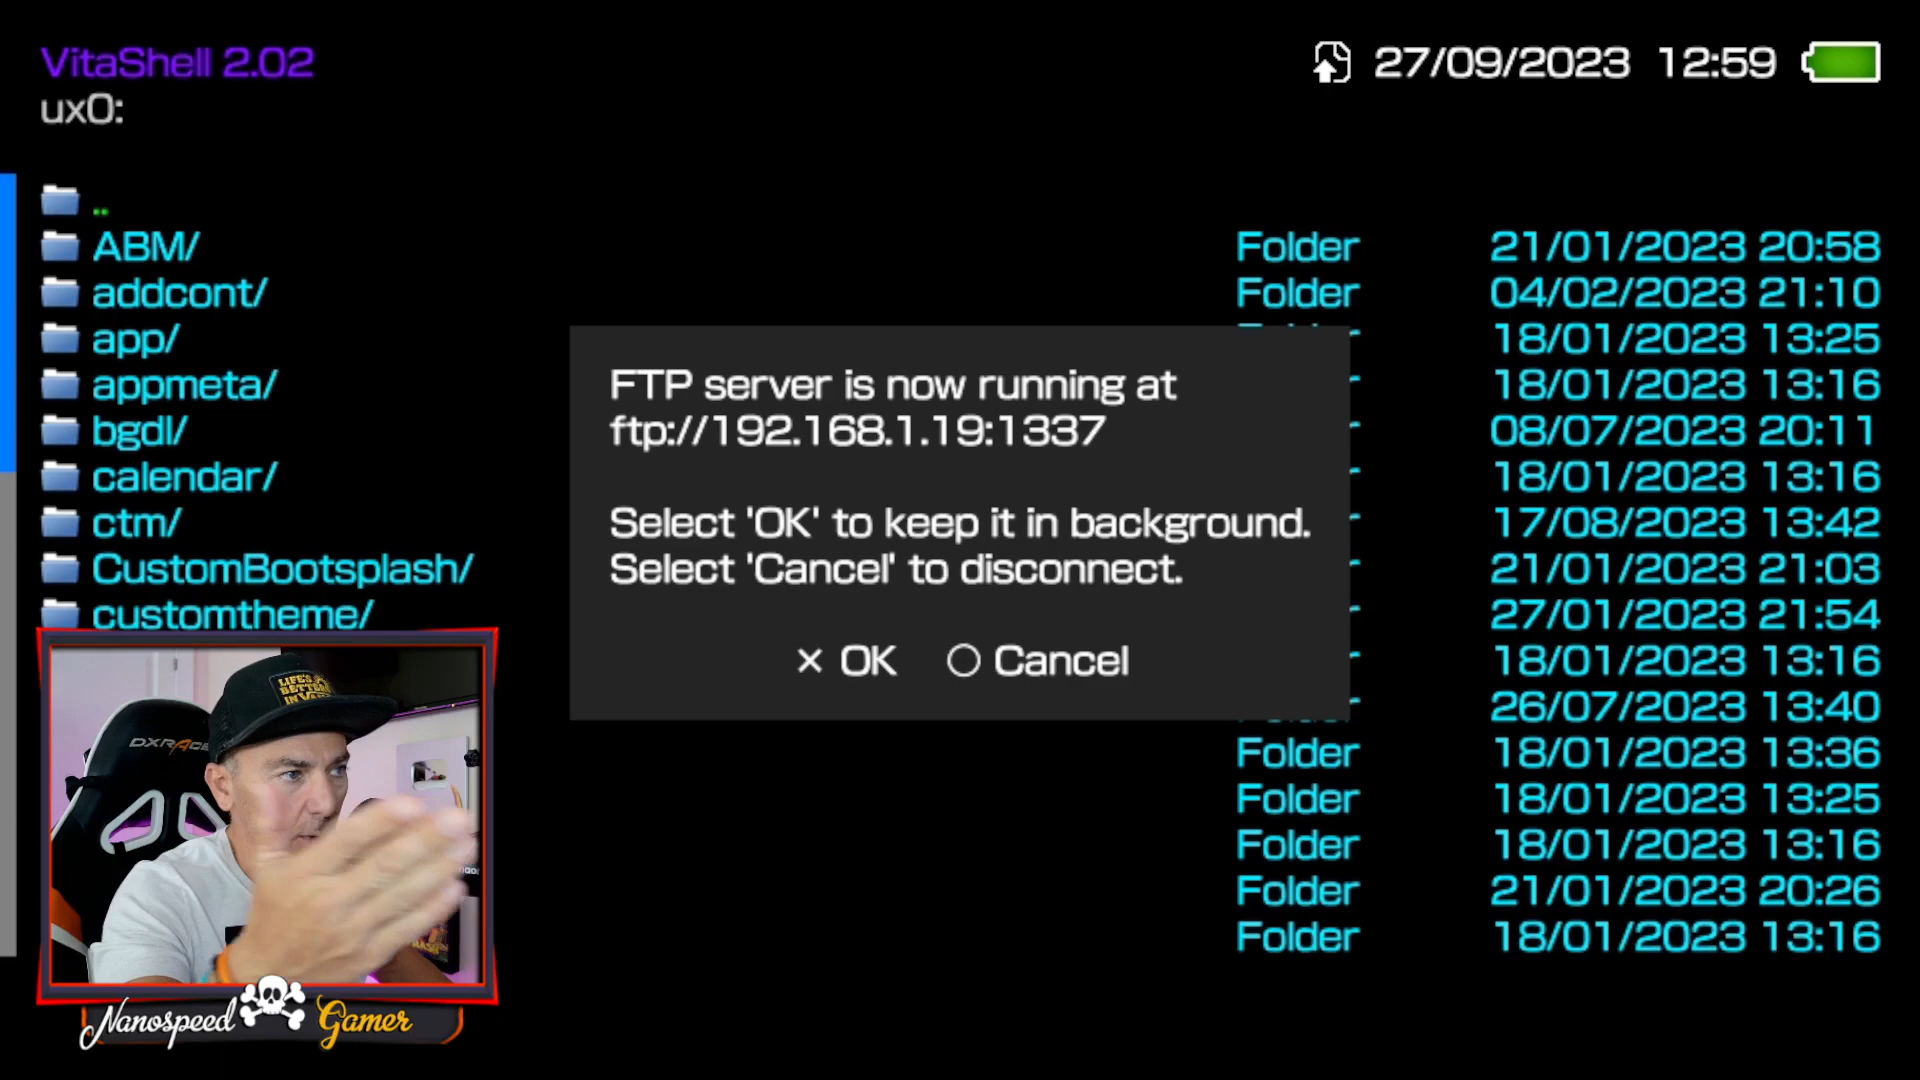 VitaShell 2.02
27/09/2023 12:59
ux0:
..
ABM/ Folder 21/01/2023 20:58
addcont/ Folder 04/02/2023 21:10
app/ 18/01/2023 13:25
appmeta/ 18/01/2023 13:16
bgdl/ 08/07/2023 20:11
calendar/ 18/01/2023 13:16
ctm/ 17/08/2023 13:42
CustomBootsplash/ 21/01/2023 21:03
customtheme/ 27/01/2023 21:54
18/01/2023 13:16
26/07/2023 13:40
Folder 18/01/2023 13:36
Folder 18/01/2023 13:25
Folder 18/01/2023 13:16
Folder 21/01/2023 20:26
Folder 18/01/2023 13:16
FTP server is now running at
ftp://192.168.1.19:1337
Select 'OK' to keep it in background.
Select 'Cancel' to disconnect.
× OK ○ Cancel
LIFE'S
BETTER
IN
DXRACE
Nanospeed Gamer